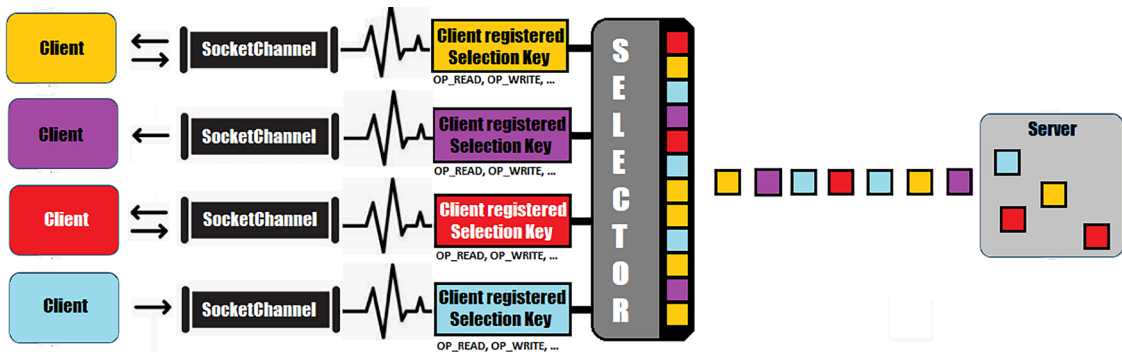 Client
SocketChannel
Client registered
Selection Key
OP_READ, OP_WRITE, ...
Client
SocketChannel
Client registered
Selection Key
OP_READ, OP_WRITE, ...
Client
SocketChannel
Client registered
Selection Key
OP_READ, OP_WRITE, ...
Client
SocketChannel
Client registered
Selection Key
OP_READ, OP_WRITE, ...
S
E
L
E
C
T
O
R
Server